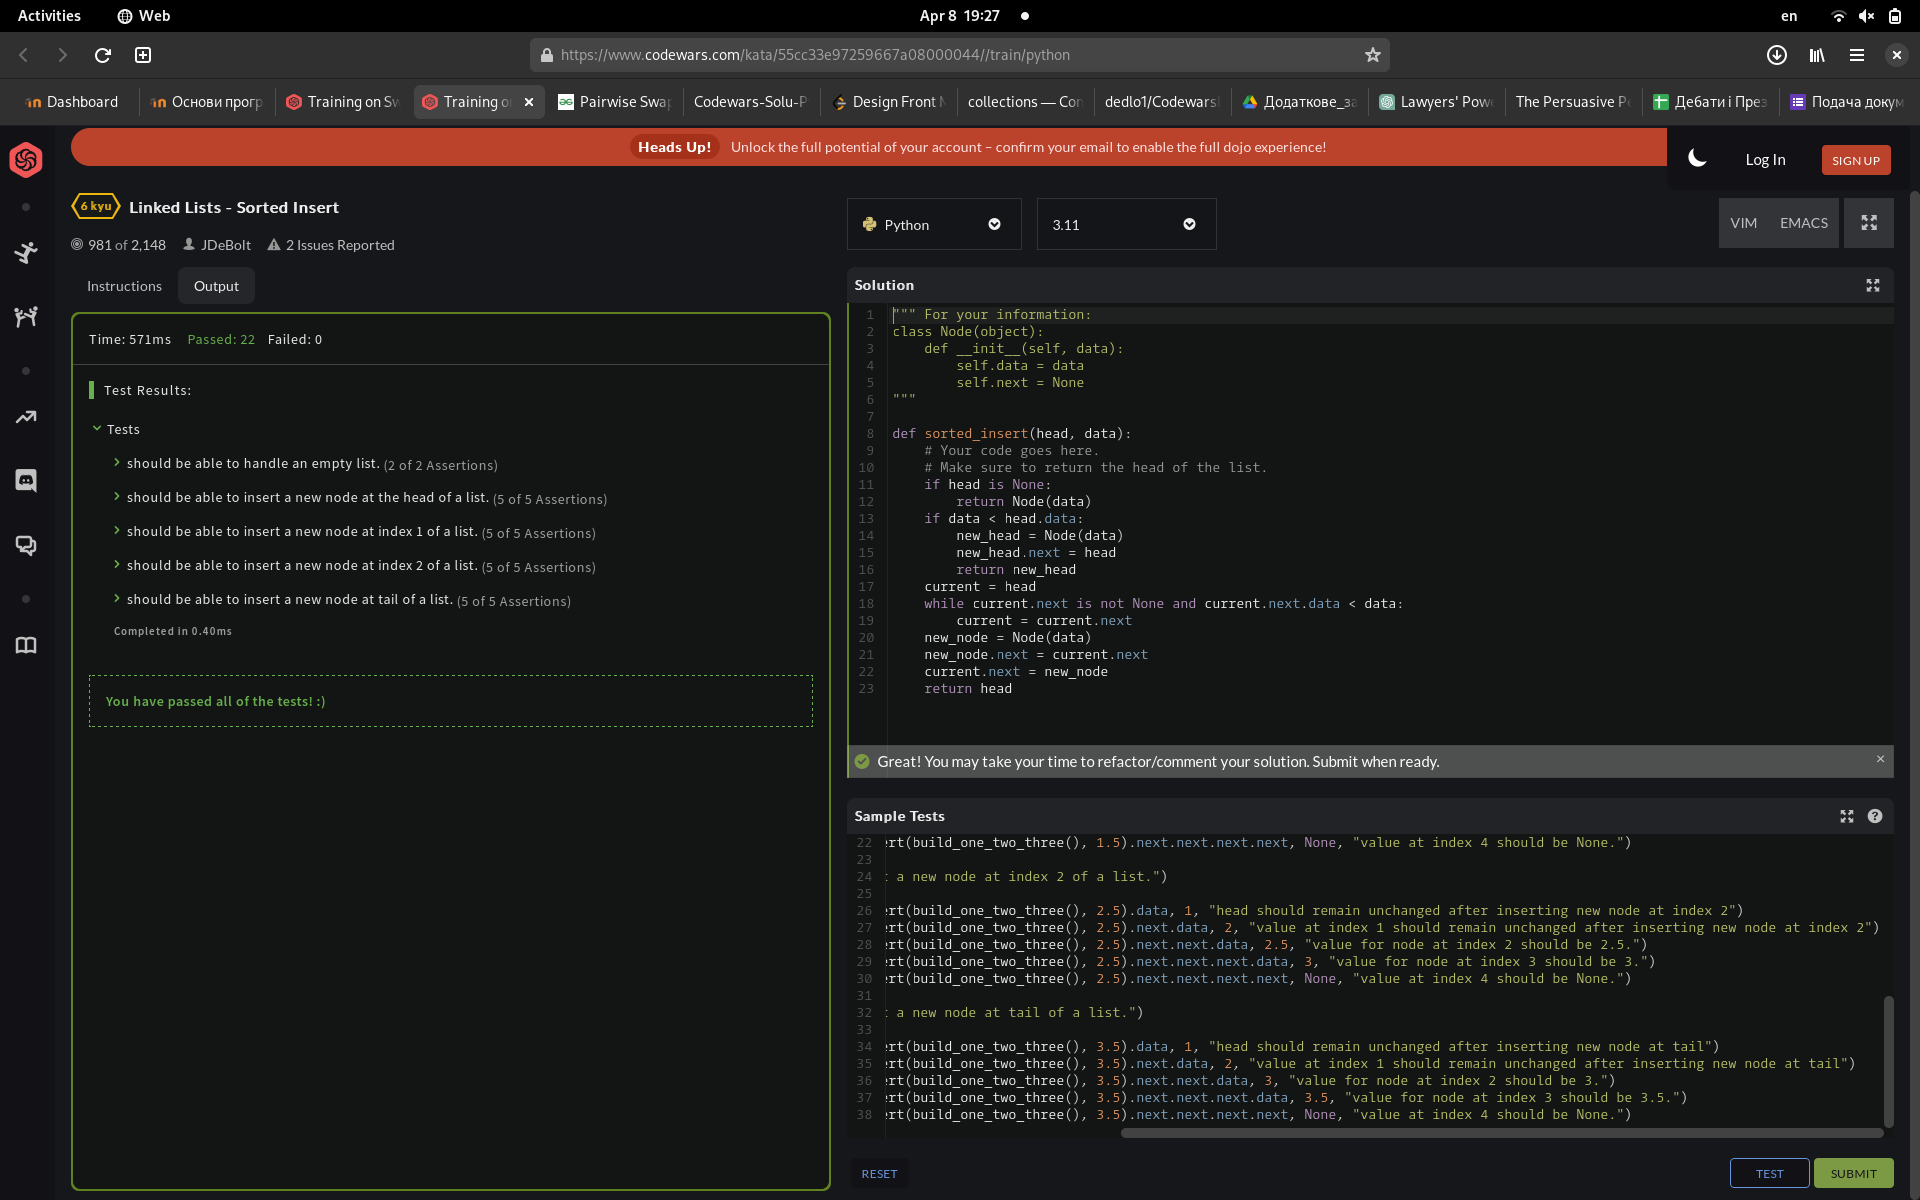 Activities Web Apr 8 19:27 en
https://www.codewars.com/kata/55cc33e97259667a08000044//train/python
Dashboard Основи прогр Training on Sw Training o Pairwise Swap Codewars-Solu-P Design Front collections — Con dedlo1/Codewars Додаткове_за Lawyers' Pow The Persuasive P Дебати і През Подача докум
Heads Up! Unlock the full potential of your account – confirm your email to enable the full dojo experience!
Log In
SIGN UP
6 kyu Linked Lists - Sorted Insert
981 of 2,148 JDeBolt 2 Issues Reported
Instructions Output
Time: 571ms Passed: 22 Failed: 0
Test Results:
Tests
should be able to handle an empty list. (2 of 2 Assertions)
should be able to insert a new node at the head of a list. (5 of 5 Assertions)
should be able to insert a new node at index 1 of a list. (5 of 5 Assertions)
should be able to insert a new node at index 2 of a list. (5 of 5 Assertions)
should be able to insert a new node at tail of a list. (5 of 5 Assertions)
Completed in 0.40ms
You have passed all of the tests! :)
Python 3.11 VIM EMACS
Solution
1 """ For your information:
2 class Node(object):
3     def __init__(self, data):
4         self.data = data
5         self.next = None
6 """
7
8 def sorted_insert(head, data):
9     # Your code goes here.
10     # Make sure to return the head of the list.
11     if head is None:
12         return Node(data)
13     if data < head.data:
14         new_head = Node(data)
15         new_head.next = head
16         return new_head
17     current = head
18     while current.next is not None and current.next.data < data:
19         current = current.next
20     new_node = Node(data)
21     new_node.next = current.next
22     current.next = new_node
23     return head
Great! You may take your time to refactor/comment your solution. Submit when ready.
Sample Tests
22 ert(build_one_two_three(), 1.5).next.next.next.next, None, "value at index 4 should be None.")
23
24 t a new node at index 2 of a list.")
25
26 ert(build_one_two_three(), 2.5).data, 1, "head should remain unchanged after inserting new node at index 2")
27 ert(build_one_two_three(), 2.5).next.data, 2, "value at index 1 should remain unchanged after inserting new node at index 2")
28 ert(build_one_two_three(), 2.5).next.next.data, 2.5, "value for node at index 2 should be 2.5.")
29 ert(build_one_two_three(), 2.5).next.next.next.data, 3, "value for node at index 3 should be 3.")
30 ert(build_one_two_three(), 2.5).next.next.next.next, None, "value at index 4 should be None.")
31
32 t a new node at tail of a list.")
33
34 ert(build_one_two_three(), 3.5).data, 1, "head should remain unchanged after inserting new node at tail")
35 ert(build_one_two_three(), 3.5).next.data, 2, "value at index 1 should remain unchanged after inserting new node at tail")
36 ert(build_one_two_three(), 3.5).next.next.data, 3, "value for node at index 2 should be 3.")
37 ert(build_one_two_three(), 3.5).next.next.next.data, 3.5, "value for node at index 3 should be 3.5.")
38 ert(build_one_two_three(), 3.5).next.next.next.next, None, "value at index 4 should be None.")
RESET TEST SUBMIT